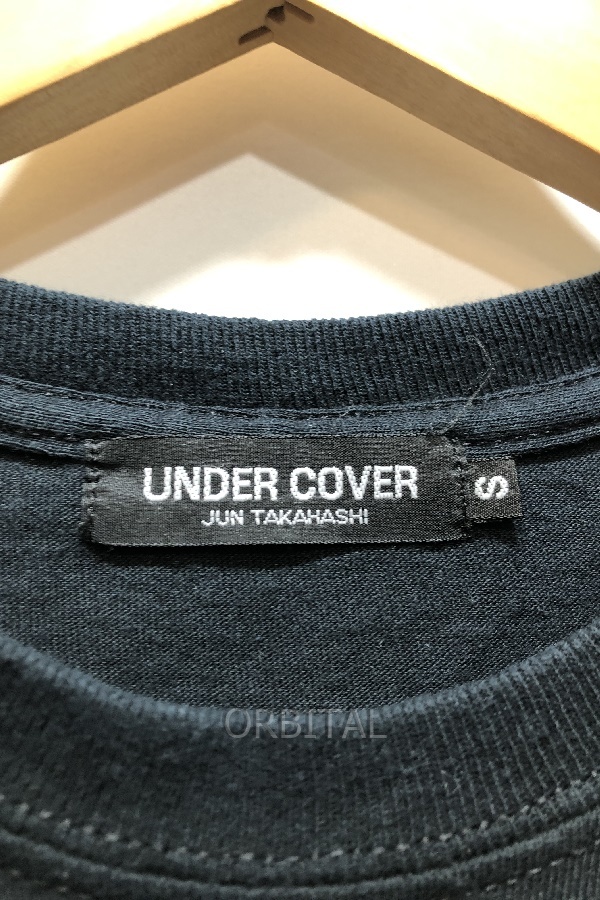 UNDER COVER
JUN TAKAHASHI
S
ORBITAL